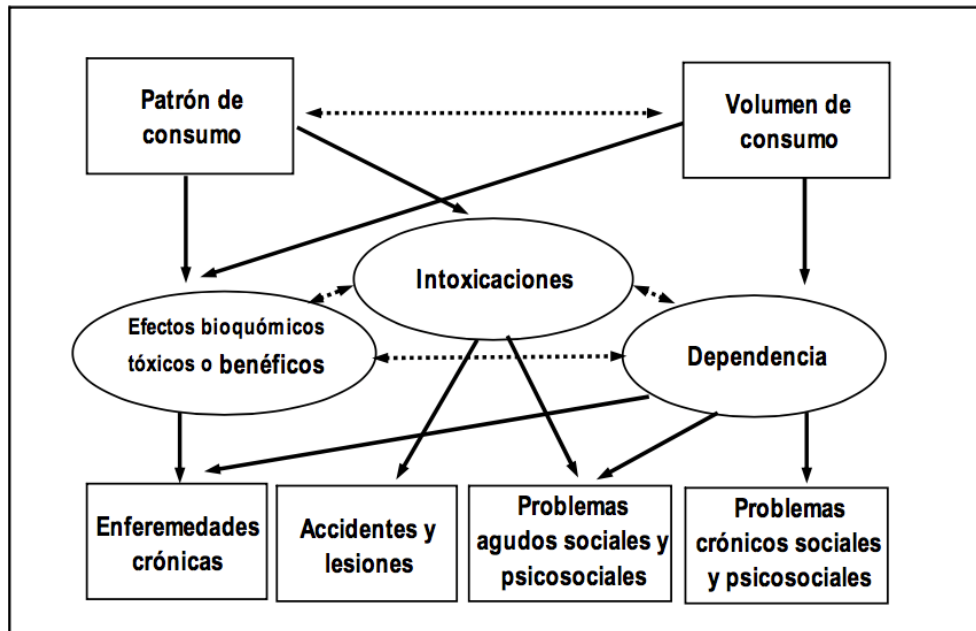 Patrón de
consumo
Volumen de
consumo
Intoxicaciones
Efectos bioquómicos
tóxicos o benéficos
Dependencia
Enferemedades
crónicas
Accidentes y
lesiones
Problemas
agudos sociales y
psicosociales
Problemas
crónicos sociales
y psicosociales